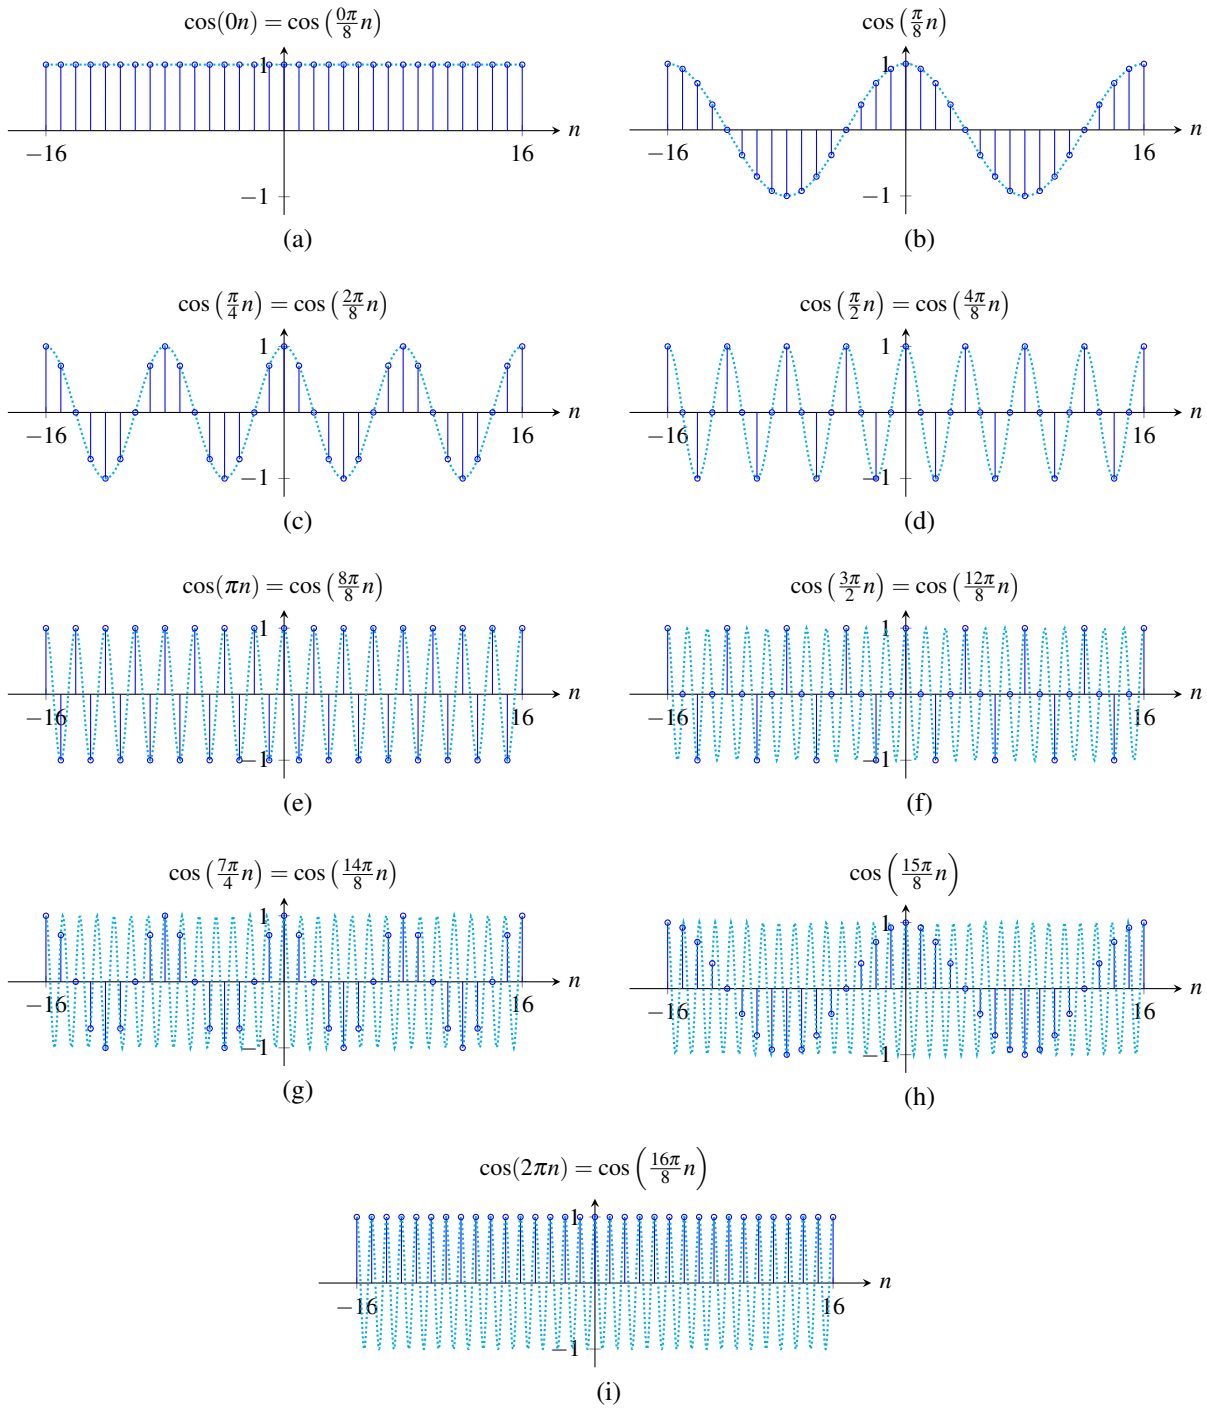 cos(0n) = cos (0π/8 n)
1
n
−16
16
−1
(a)
cos (π/8 n)
1
n
−16
16
−1
(b)
cos (π/4 n) = cos (2π/8 n)
1
n
−16
16
−1
(c)
cos (π/2 n) = cos (4π/8 n)
1
n
−16
16
−1
(d)
cos(πn) = cos (8π/8 n)
1
n
−16
16
−1
(e)
cos (3π/2 n) = cos (12π/8 n)
1
n
−16
16
−1
(f)
cos (7π/4 n) = cos (14π/8 n)
1
n
−16
16
−1
(g)
cos (15π/8 n)
1
n
−16
16
−1
(h)
cos(2πn) = cos (16π/8 n)
1
n
−16
16
−1
(i)